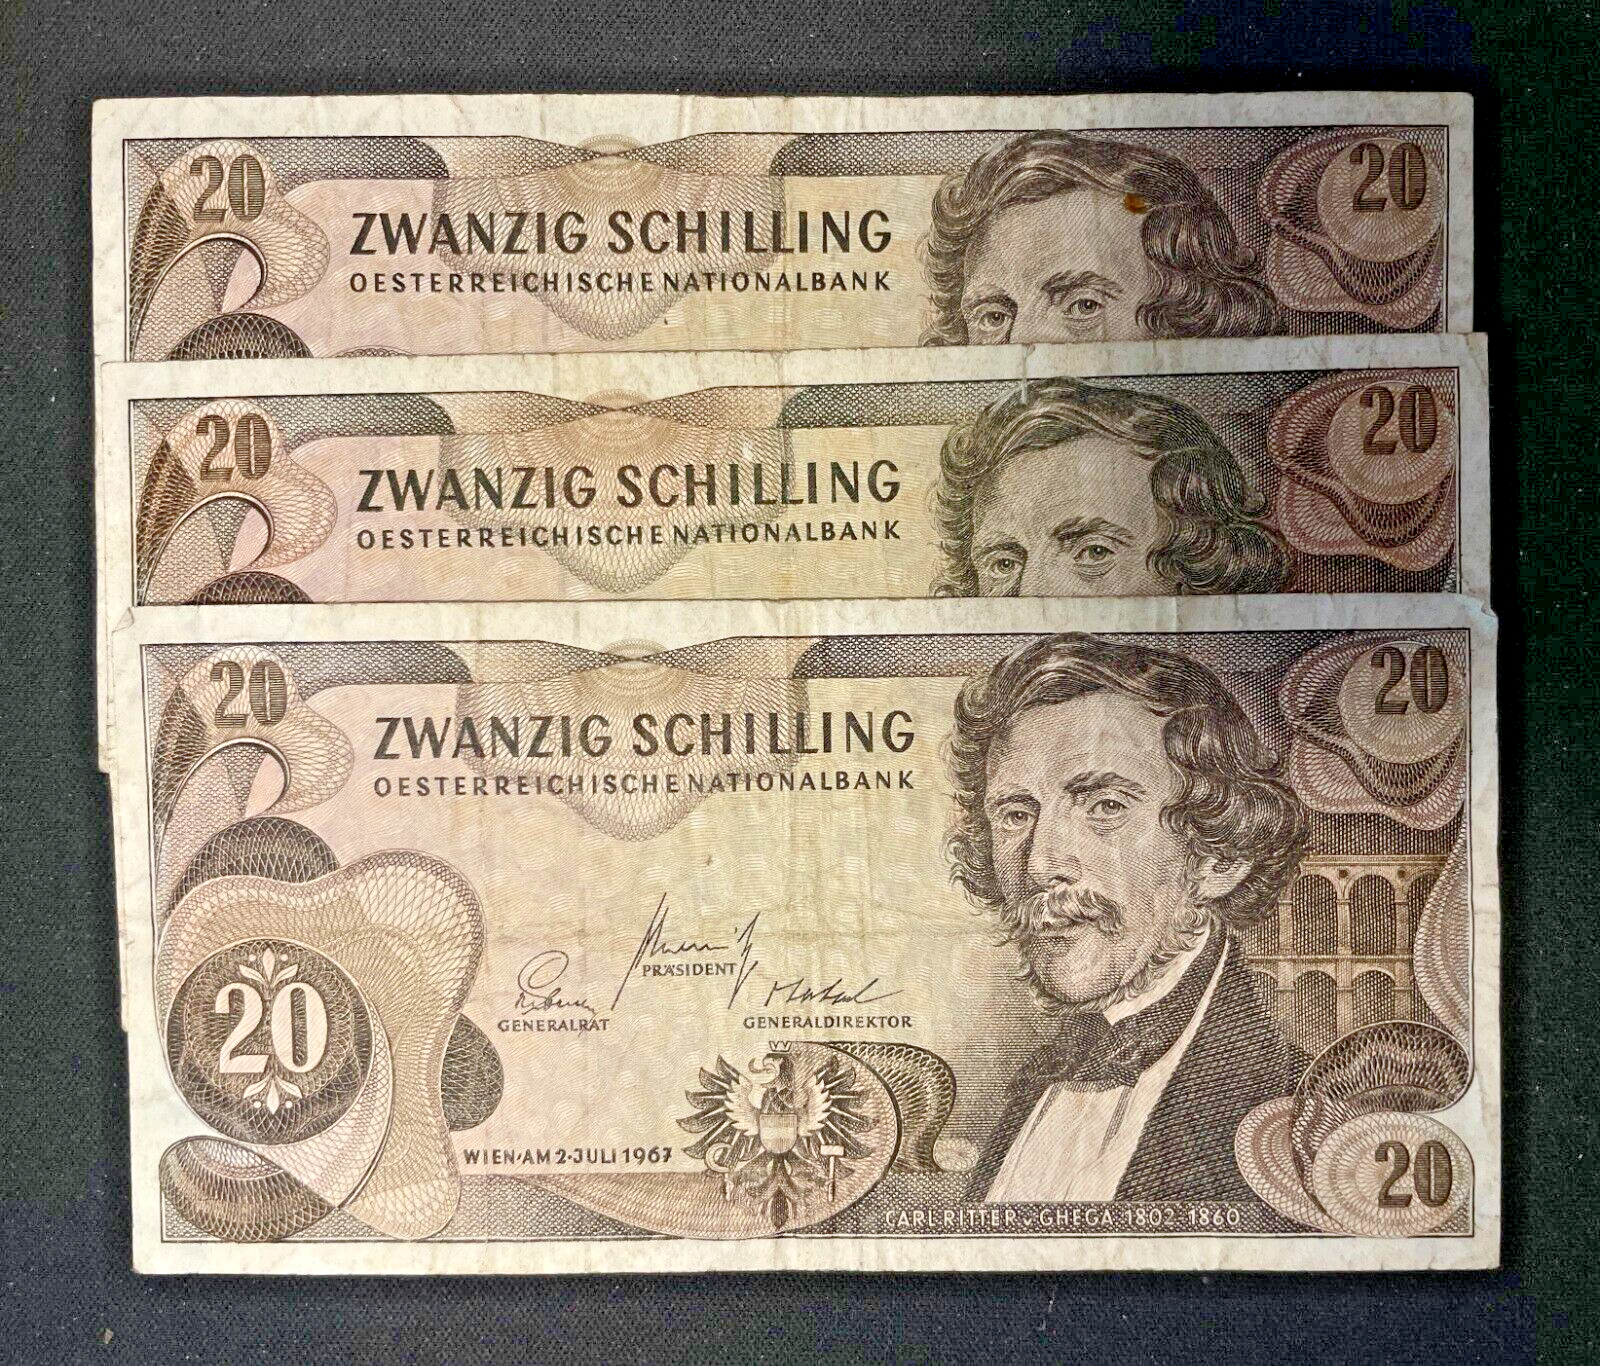 20
20
ZWANZIG SCHILLING
OESTERREICHISCHE NATIONALBANK
20
20
ZWANZIG SCHILLING
OESTERREICHISCHE NATIONALBANK
20
20
ZWANZIG SCHILLING
OESTERREICHISCHE NATIONALBANK
PRÄSIDENT
GENERALRAT
GENERALDIREKTOR
20
WIEN·AM 2·JULI 1967
20
CARL RITTER v. GHEGA 1802-1860